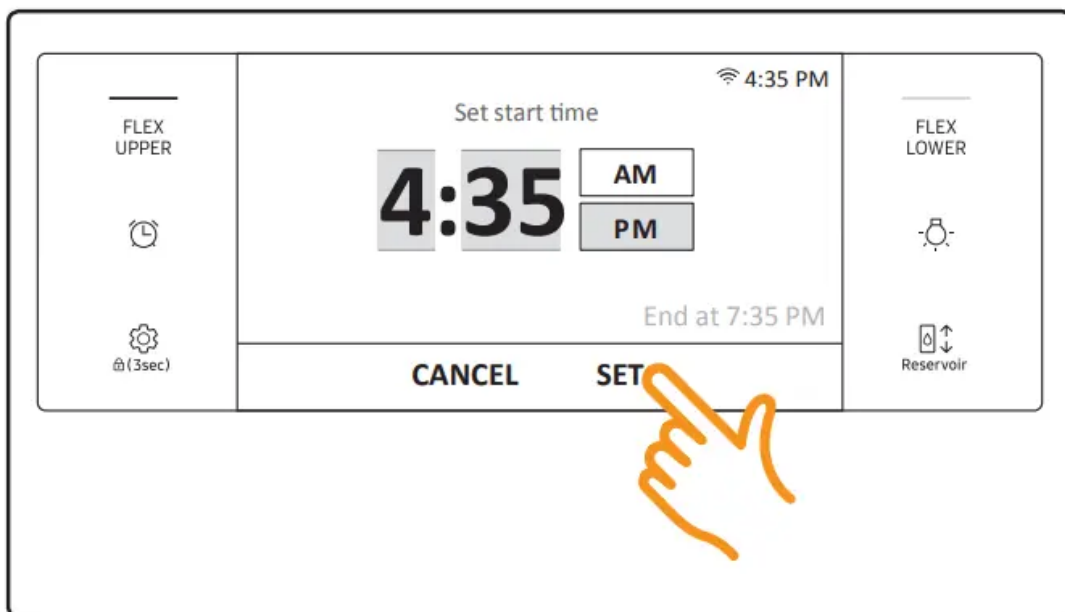 FLEX
UPPER
(3sec)
4:35 PM
Set start time
4:35
AM
PM
End at 7:35 PM
CANCEL
SET
FLEX
LOWER
Reservoir